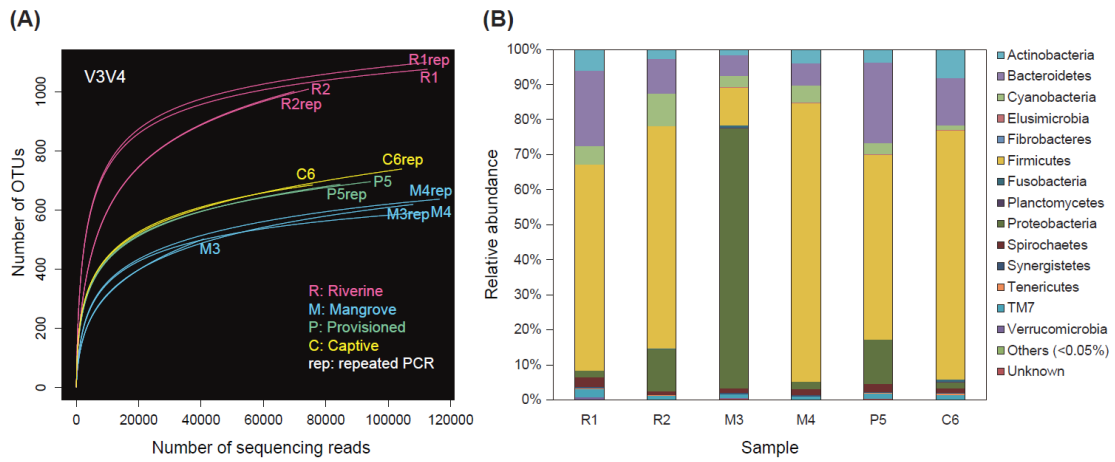 (A)
V3V4
R1rep
R1
R2
R2rep
C6rep
C6
P5
P5rep
M4rep
M4
M3rep
M3
R: Riverine
M: Mangrove
P: Provisioned
C: Captive
rep: repeated PCR
Number of OTUs
0
200
400
600
800
1000
0 20000 40000 60000 80000 100000 120000
Number of sequencing reads
(B)
Relative abundance
100%
90%
80%
70%
60%
50%
40%
30%
20%
10%
0%
R1 R2 M3 M4 P5 C6
Sample
Actinobacteria
Bacteroidetes
Cyanobacteria
Elusimicrobia
Fibrobacteres
Firmicutes
Fusobacteria
Planctomycetes
Proteobacteria
Spirochaetes
Synergistetes
Tenericutes
TM7
Verrucomicrobia
Others (<0.05%)
Unknown